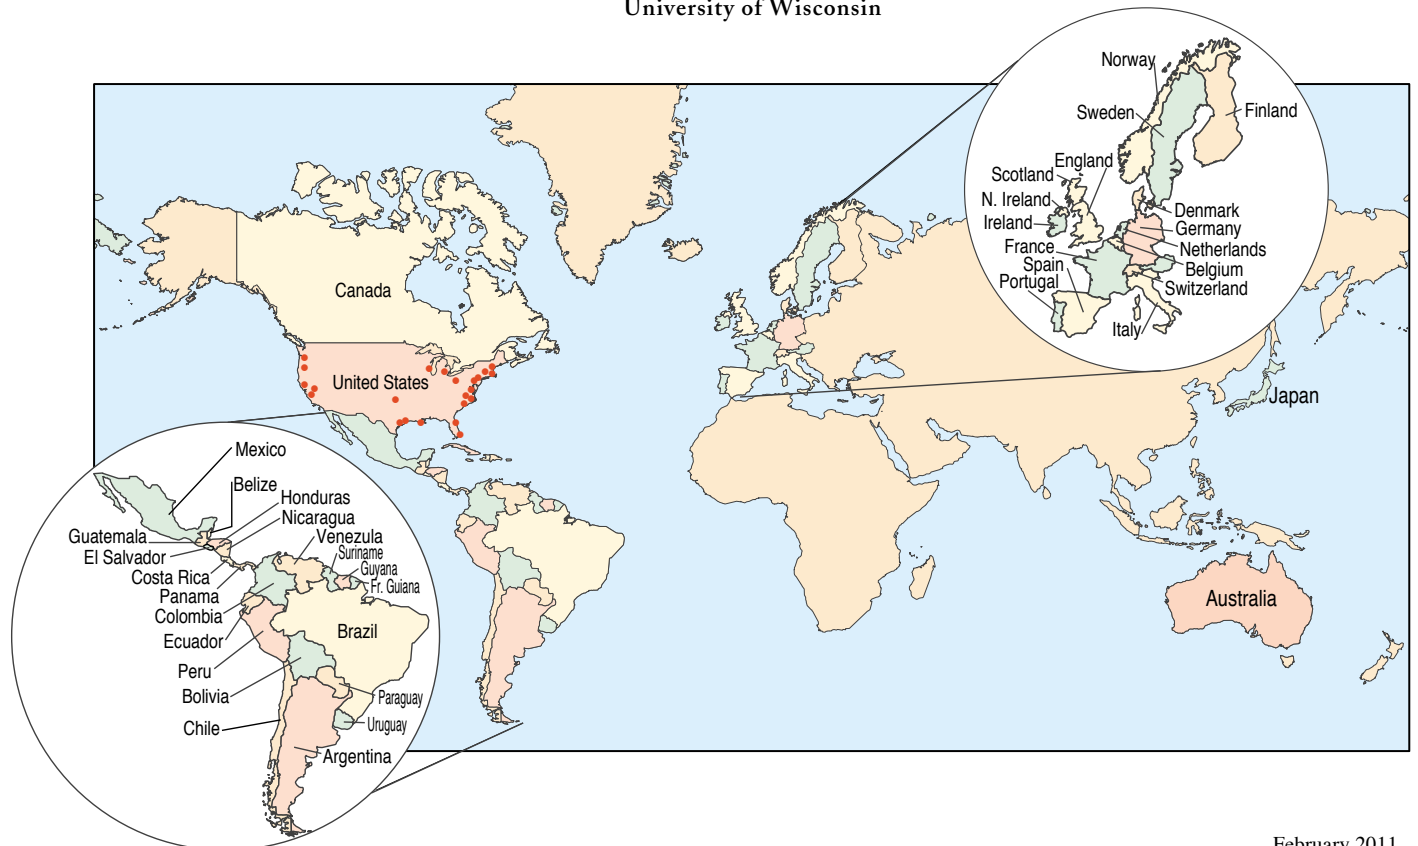 University of Wisconsin
Norway
Sweden
Finland
England
Scotland
N. Ireland
Ireland
France
Spain
Portugal
Denmark
Germany
Netherlands
Belgium
Switzerland
Italy
Canada
United States
Japan
Australia
Mexico
Belize
Honduras
Nicaragua
Guatemala
El Salvador
Costa Rica
Panama
Colombia
Ecuador
Peru
Bolivia
Chile
Venezula
Suriname
Guyana
Fr. Guiana
Brazil
Paraguay
Uruguay
Argentina
February 2011